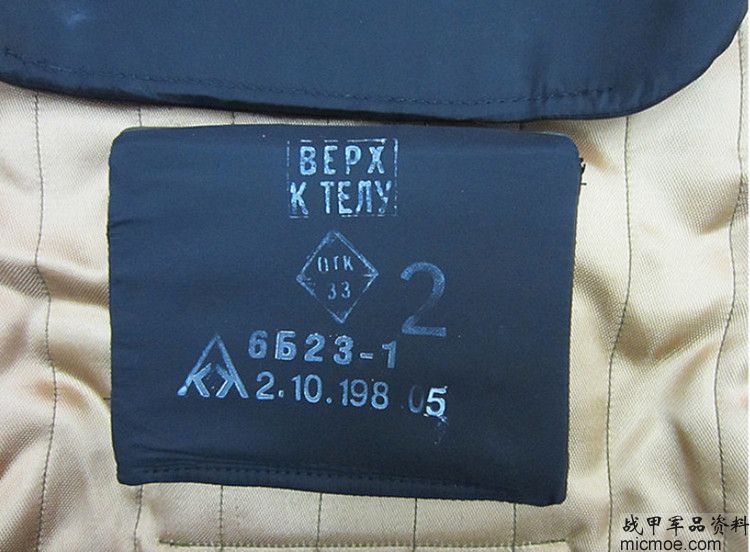 ВЕРХ
К ТЕЛУ
ОТК
33
2
6Б23-1
2.10.198 05
战甲军品资料
micmoe.com